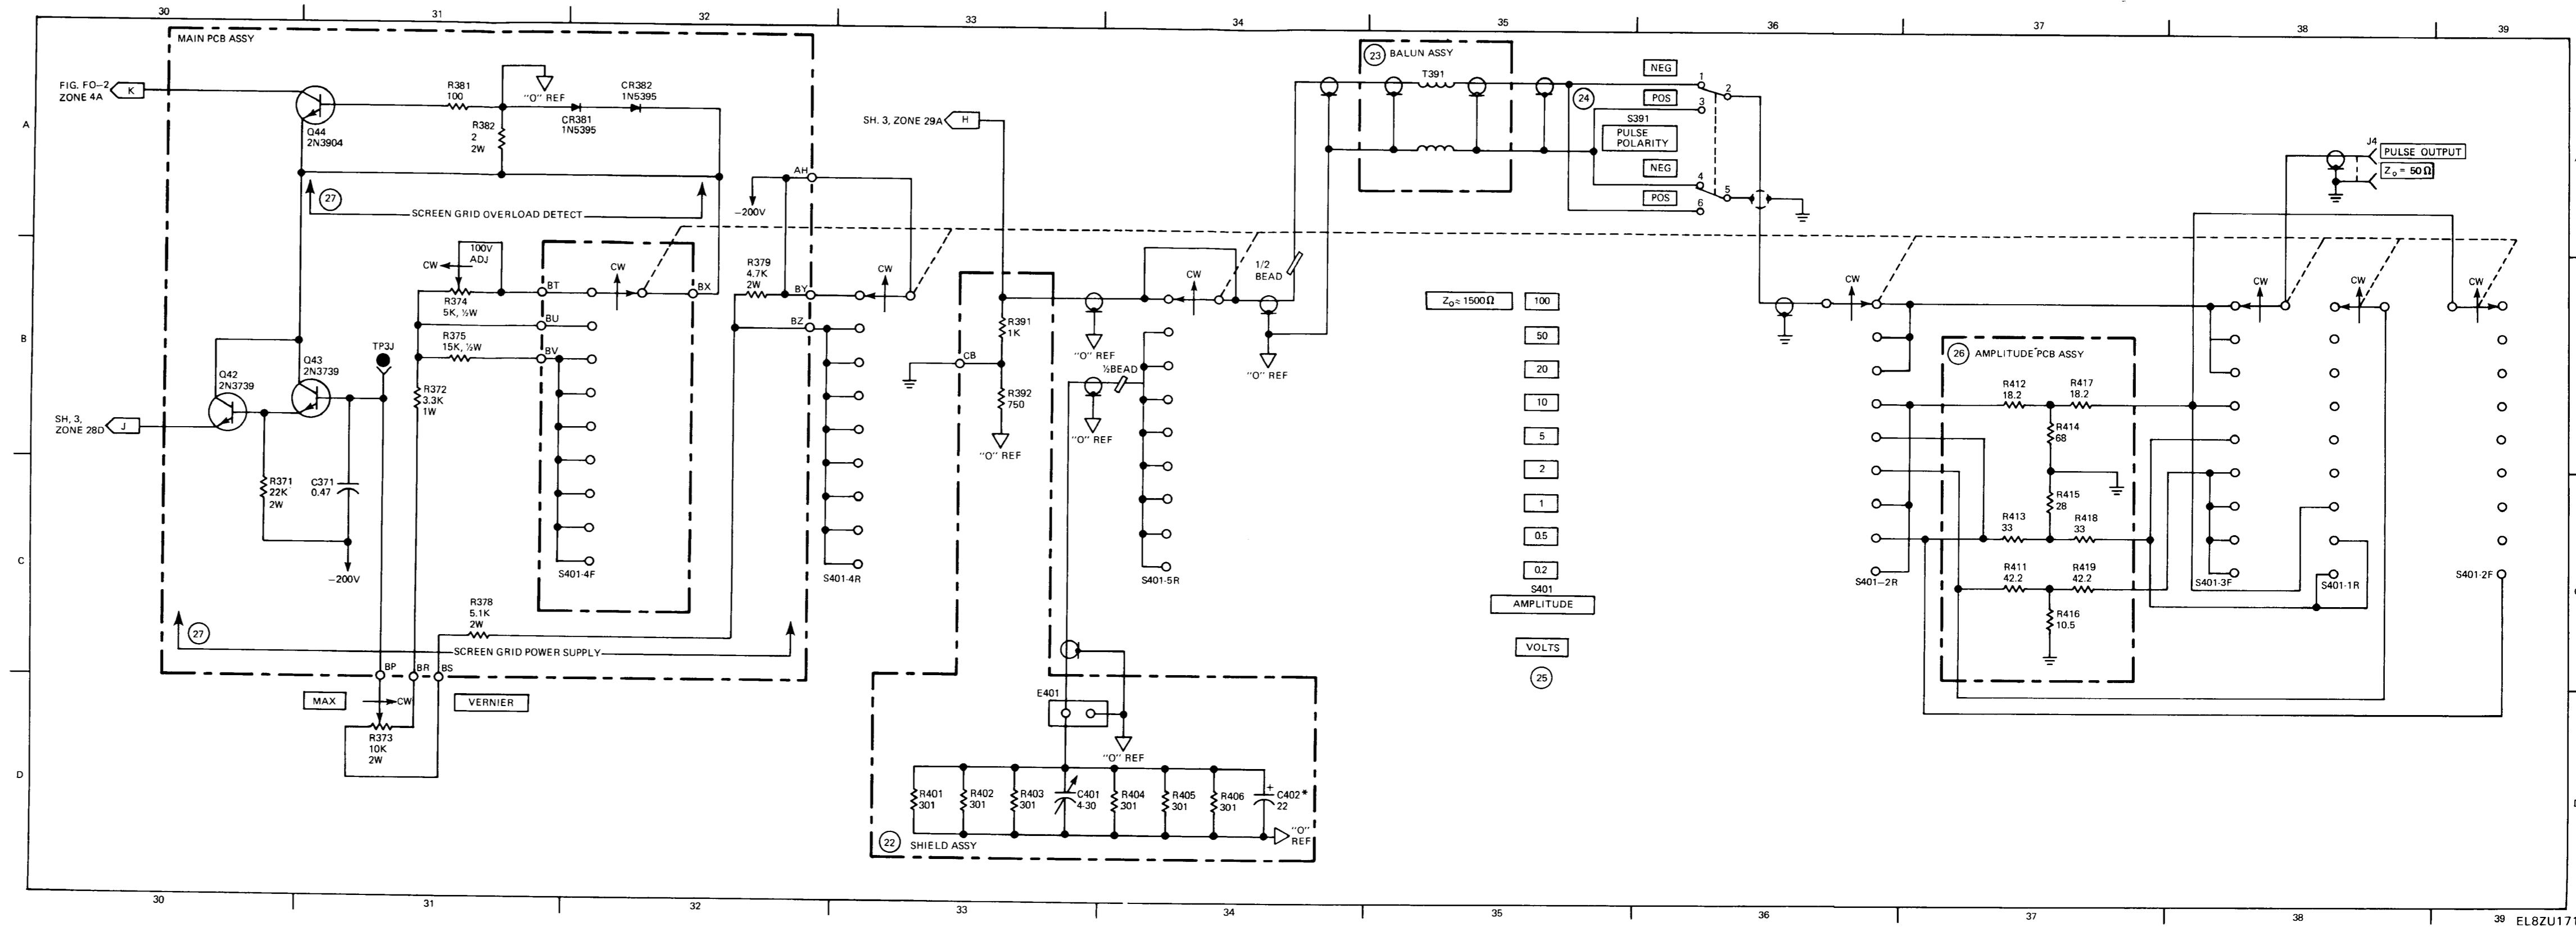 30 31 32 33 34 35 36 37 38 39
MAIN PCB ASSY
FIG. FO-2
ZONE 4A
K
Q44
2N3904
R381
100
"O" REF
CR382
1N5395
CR381
1N5395
R382
2
2W
27
SCREEN GRID OVERLOAD DETECT
AH
-200V
SH. 3, ZONE 29A
H
23
BALUN ASSY
T391
24
NEG
POS
1
2
3
S391
PULSE
POLARITY
NEG
POS
4
5
6
J4
PULSE OUTPUT
Zo = 50Ω
A
B
C
D
100V
ADJ
CW
R374
5K, ½W
BT
BU
BV
CW
BX
R375
15K, ½W
R379
4.7K
2W
BY
BZ
CW
TP3J
Q42
2N3739
Q43
2N3739
R372
3.3K
1W
SH, 3,
ZONE 28D
J
R371
22K
2W
C371
0.47
-200V
S401-4F
S401-4R
R378
5.1K
2W
27
SCREEN GRID POWER SUPPLY
BP
BR
BS
MAX
CW
VERNIER
R373
10K
2W
R391
1K
CB
R392
750
"O" REF
"O" REF
½BEAD
"O" REF
CW
1/2
BEAD
"O" REF
S401-5R
E401
"O" REF
R401
301
R402
301
R403
301
C401
4-30
R404
301
R405
301
R406
301
C402*
22
+
"O"
REF
22
SHIELD ASSY
Zo ≈ 1500Ω
100
50
20
10
5
2
1
0.5
0.2
S401
AMPLITUDE
VOLTS
25
CW
S401-2R
26
AMPLITUDE PCB ASSY
R412
18.2
R417
18.2
R414
68
R415
28
R413
33
R418
33
R411
42.2
R419
42.2
R416
10.5
CW
S401-3F
CW
S401-1R
CW
S401-2F
30 31 32 33 34 35 36 37 38 39
EL8ZU171